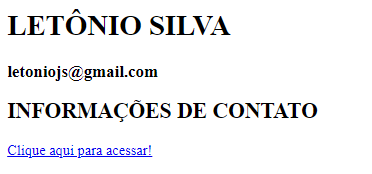 LETÔNIO SILVA
letoniojs@gmail.com
INFORMAÇÕES DE CONTATO
Clique aqui para acessar!